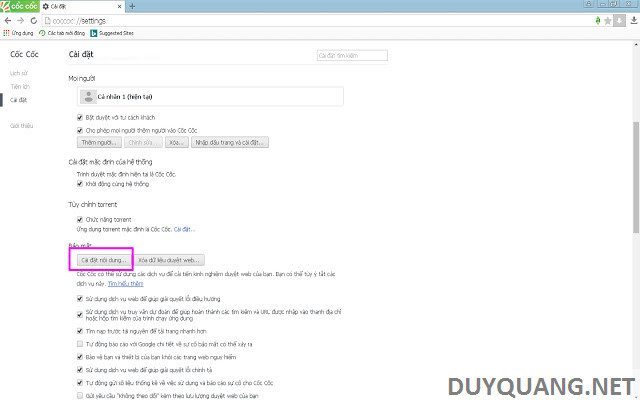 cốc cốc
Cài đặt
coccoc://settings
Ứng dụng
Cốc tab mới đóng
Suggested Sites
Cốc Cốc
Cài đặt
Cài đặt tìm kiếm
Lịch sử
Tiện ích
Cài đặt
Giới thiệu
Mọi người
Cá nhân 1 (hiện tại)
Bật duyệt với tư cách khách
Cho phép mọi người thêm người vào Cốc Cốc
Thêm người...
Chỉnh sửa...
Xóa...
Nhập dấu trang và cài đặt...
Cài đặt mặc định của hệ thống
Trình duyệt mặc định hiện tại là Cốc Cốc.
Khởi động cùng hệ thống
Tùy chỉnh torrent
Chức năng torrent
Ứng dụng torrent mặc định là Cốc Cốc. Cài đặt...
Bảo mật
Cài đặt nội dung...
Xóa dữ liệu duyệt web...
Cốc Cốc có thể sử dụng các dịch vụ để cải tiến kinh nghiệm duyệt web của bạn. Bạn có thể tùy ý tắt các
dịch vụ này. Tìm hiểu thêm
Sử dụng dịch vụ web để giúp giải quyết lỗi điều hướng
Sử dụng dịch vụ truy vấn dự đoán để giúp hoàn thành các tìm kiếm và URL được nhập vào thanh địa chỉ
hoặc hộp tìm kiếm của trình chạy ứng dụng
Tìm nạp trước tài nguyên để tải trang nhanh hơn
Tự động báo cáo với Google chi tiết về sự cố bảo mật có thể xảy ra
Bảo vệ bạn và thiết bị của bạn khỏi các trang web nguy hiểm
Sử dụng dịch vụ web để giúp giải quyết lỗi chính tả
Tự động gửi số liệu thống kê về việc sử dụng và báo cáo sự cố cho Cốc Cốc
Gửi yêu cầu "không theo dõi" kèm theo lưu lượng duyệt web của bạn
DUYQUANG.NET